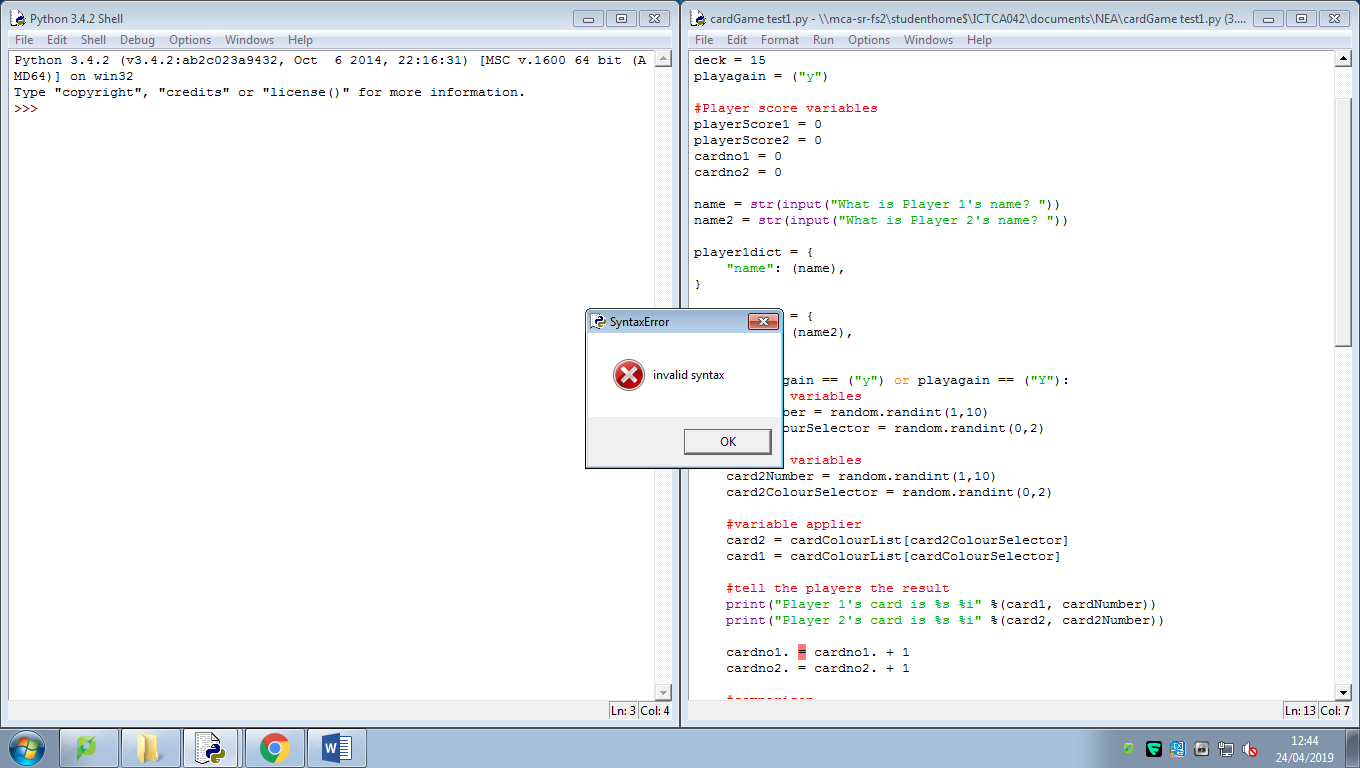 Python 3.4.2 Shell
File Edit Shell Debug Options Windows Help
Python 3.4.2 (v3.4.2:ab2c023a9432, Oct  6 2014, 22:16:31) [MSC v.1600 64 bit (A
MD64)] on win32
Type "copyright", "credits" or "license()" for more information.
>>>
Ln: 3 Col: 4
cardGame test1.py - \\mca-sr-fs2\studenthome$\ICTCA042\documents\NEA\cardGame test1.py (3....
File Edit Format Run Options Windows Help
deck = 15
playagain = ("y")
#Player score variables
playerScore1 = 0
playerScore2 = 0
cardno1 = 0
cardno2 = 0
name = str(input("What is Player 1's name? "))
name2 = str(input("What is Player 2's name? "))
player1dict = {
    "name": (name),
}
= {
(name2),
gain == ("y") or playagain == ("Y"):
variables
ber = random.randint(1,10)
ourSelector = random.randint(0,2)
variables
    card2Number = random.randint(1,10)
    card2ColourSelector = random.randint(0,2)
    #variable applier
    card2 = cardColourList[card2ColourSelector]
    card1 = cardColourList[cardColourSelector]
    #tell the players the result
    print("Player 1's card is %s %i" %(card1, cardNumber))
    print("Player 2's card is %s %i" %(card2, card2Number))
    cardno1. = cardno1. + 1
    cardno2. = cardno2. + 1
Ln: 13 Col: 7
SyntaxError
invalid syntax
OK
12:44
24/04/2019